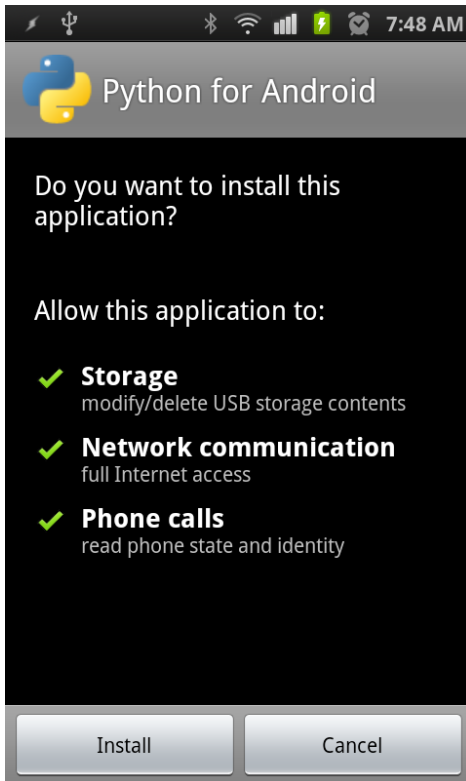 7:48 AM
Python for Android
Do you want to install this
application?
Allow this application to:
Storage
modify/delete USB storage contents
Network communication
full Internet access
Phone calls
read phone state and identity
Install Cancel